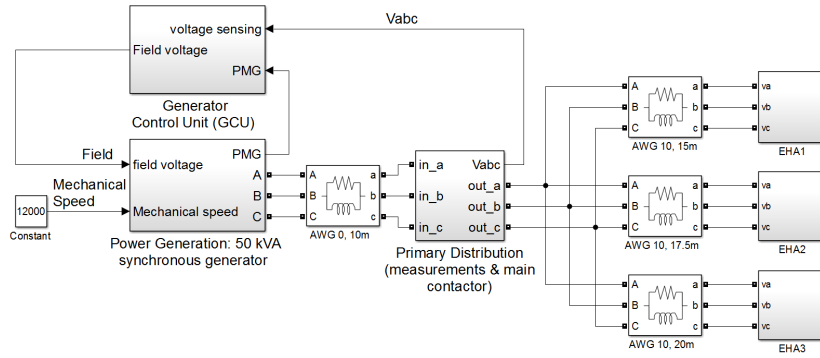 Vabc
voltage sensing
Field voltage
PMG
Generator
Control Unit (GCU)
Field
Mechanical
Speed
12000
Constant
field voltage
PMG
A
B
C
Mechanical speed
Power Generation: 50 kVA
synchronous generator
A a
B b
C c
AWG 0, 10m
in_a
in_b
in_c
Vabc
out_a
out_b
out_c
Primary Distribution
(measurements & main
contactor)
A a
B b
C c
AWG 10, 15m
va
vb
vc
EHA1
A a
B b
C c
AWG 10, 17.5m
va
vb
vc
EHA2
A a
B b
C c
AWG 10, 20m
va
vb
vc
EHA3